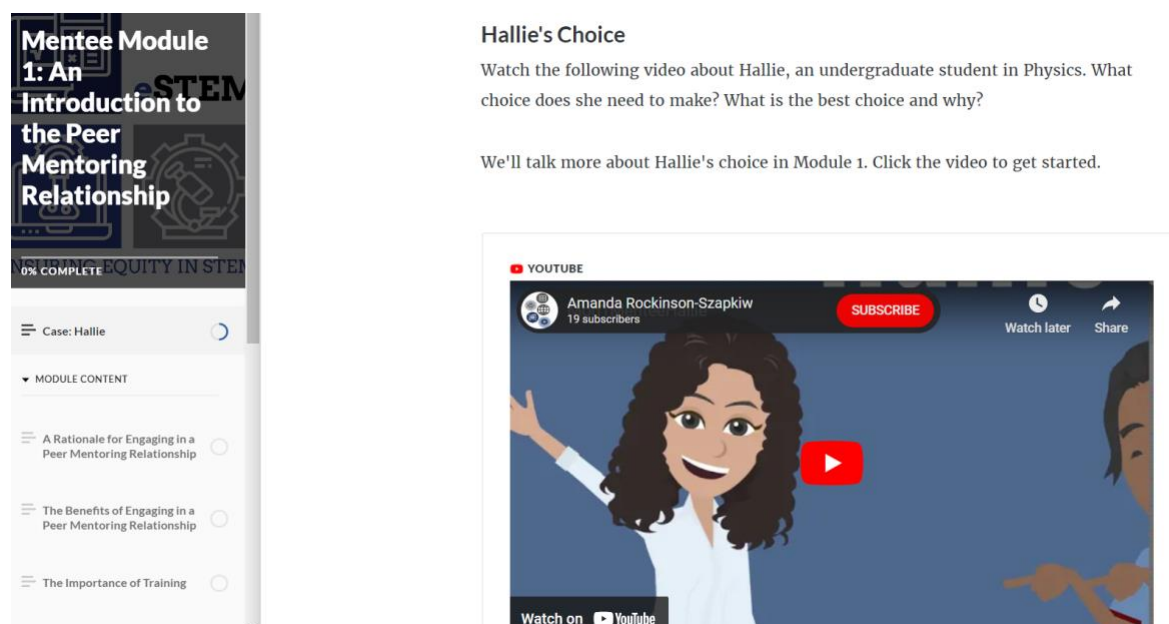 Mentee Module
1: An
Introduction to
the Peer
Mentoring
Relationship
eSTEM
EQUITY IN STEM
0% COMPLETE
Case: Hallie
MODULE CONTENT
A Rationale for Engaging in a
Peer Mentoring Relationship
The Benefits of Engaging in a
Peer Mentoring Relationship
The Importance of Training
Hallie's Choice
Watch the following video about Hallie, an undergraduate student in Physics. What
choice does she need to make? What is the best choice and why?
We'll talk more about Hallie's choice in Module 1. Click the video to get started.
YOUTUBE
Amanda Rockinson-Szapkiw
19 subscribers
SUBSCRIBE
Watch later
Share
Watch on YouTube